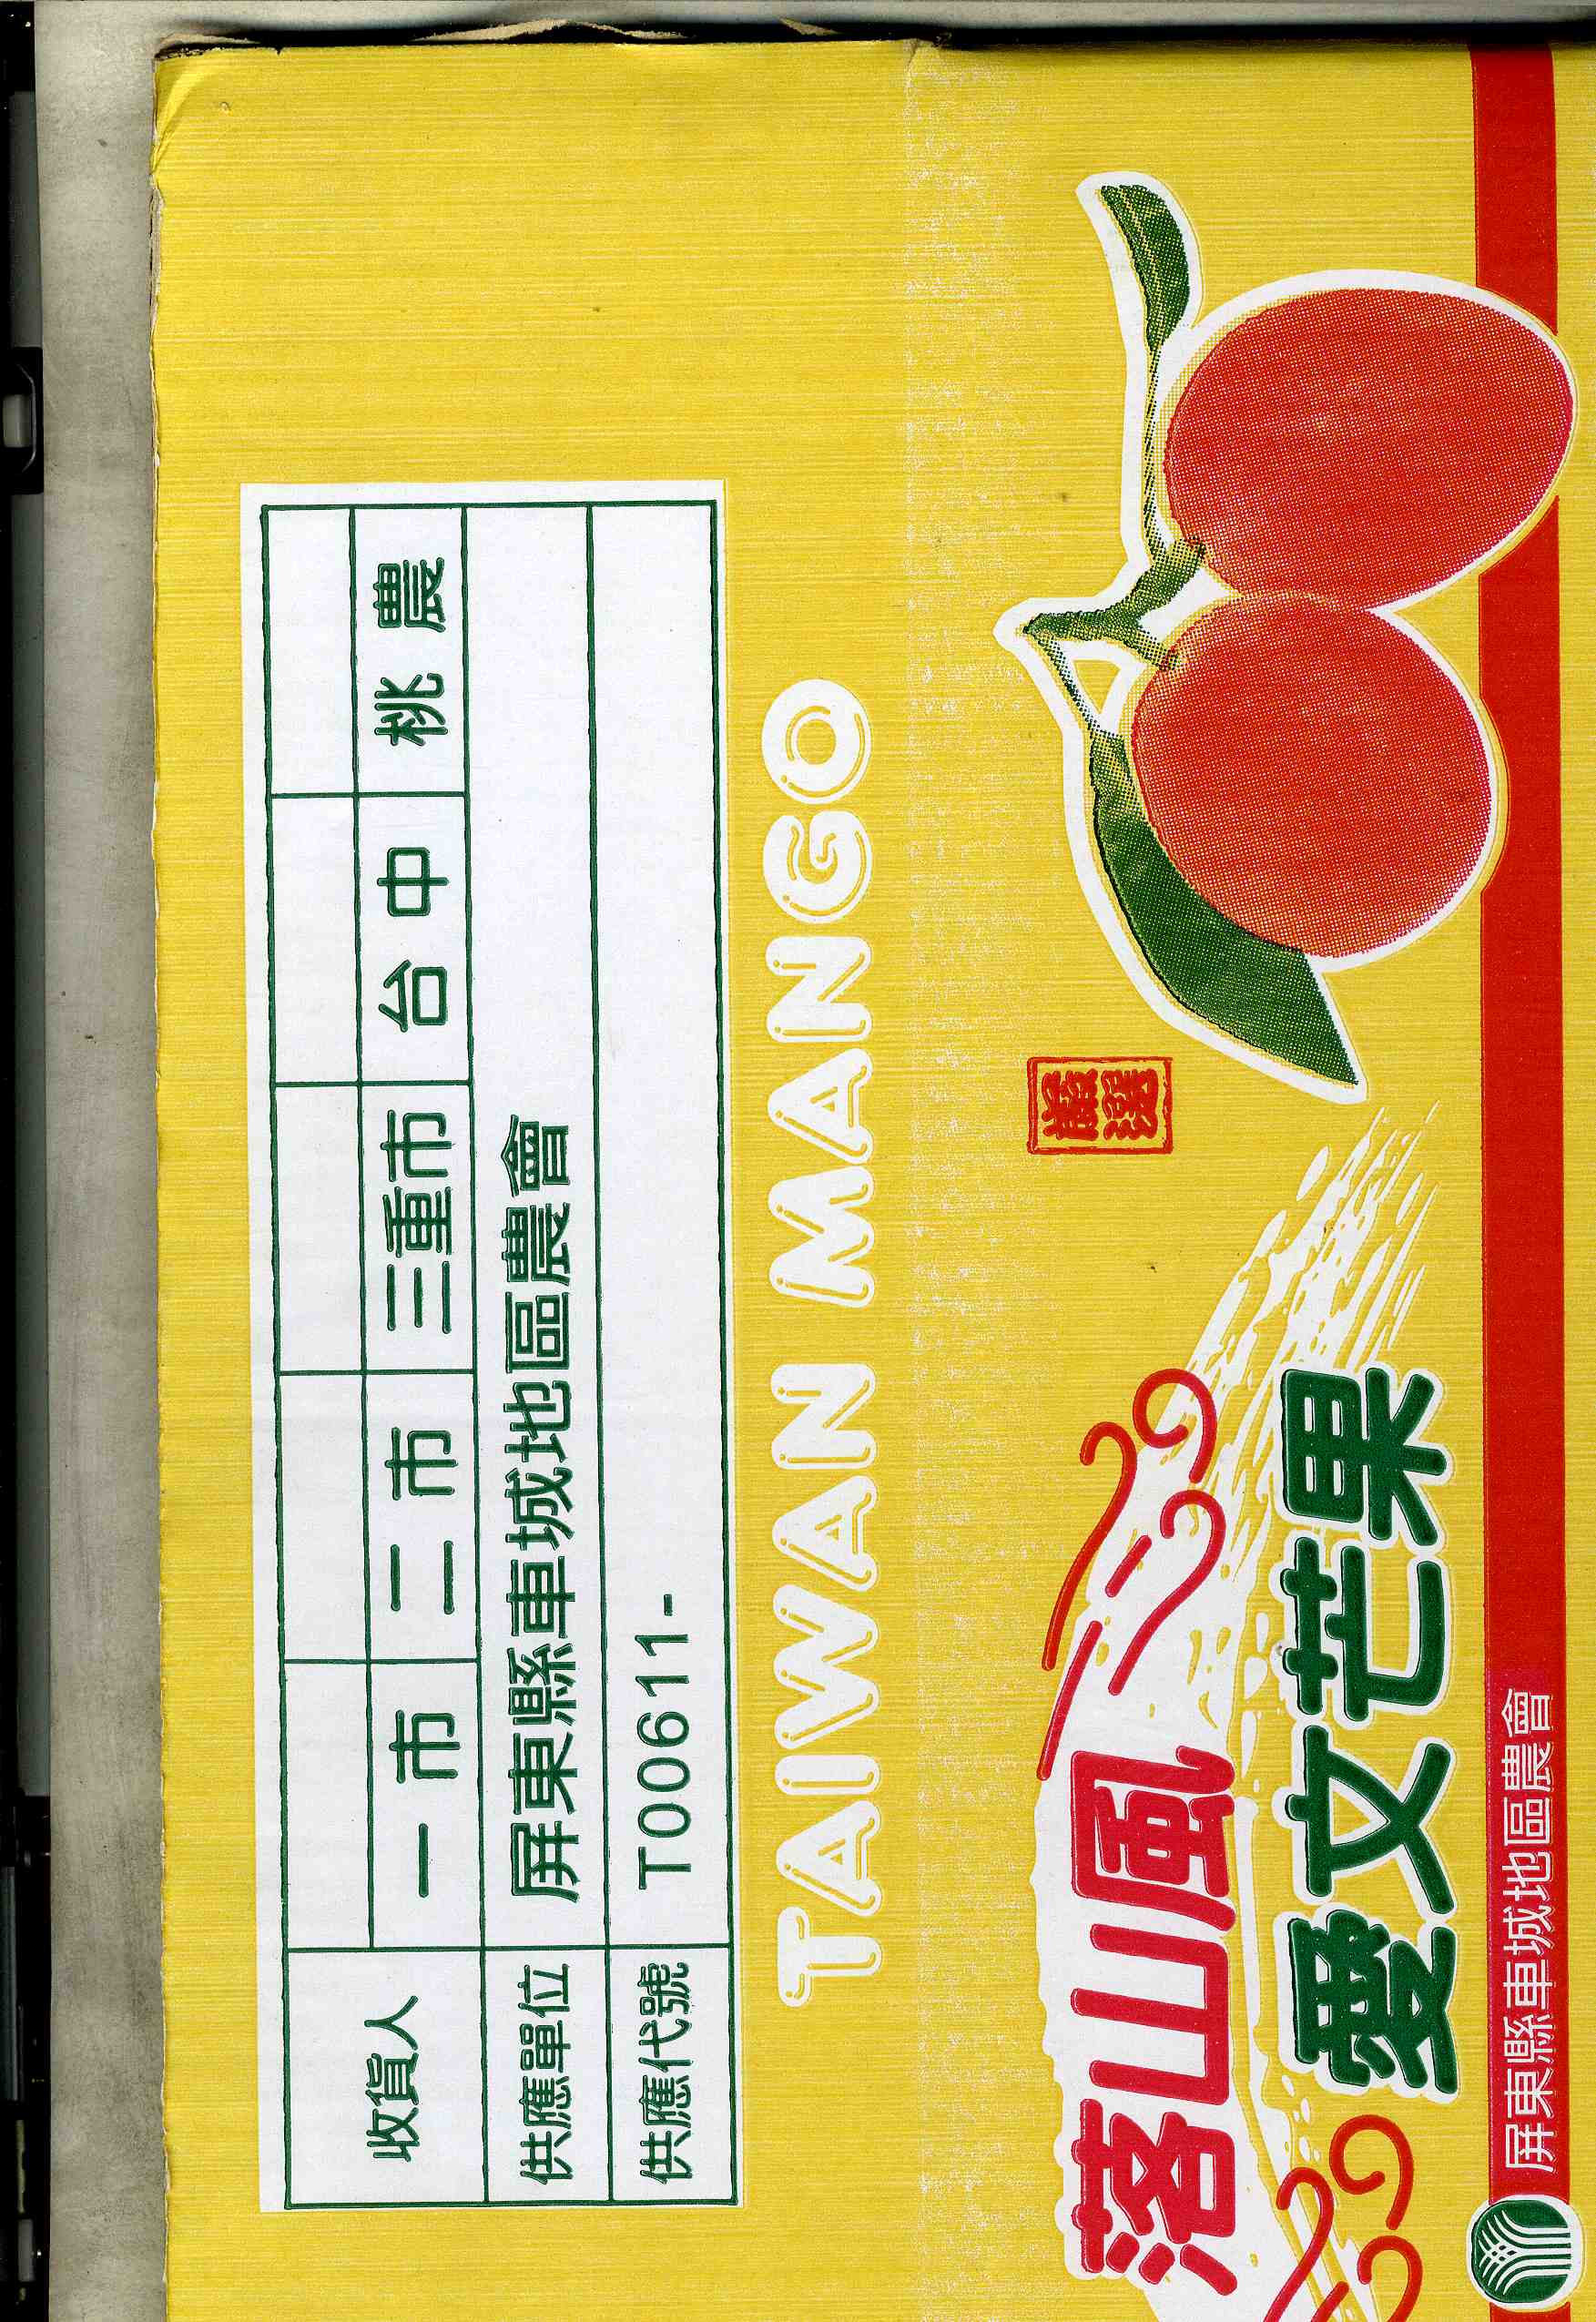 收貨人
一市 二市 三重市 台中 桃農
供應單位 屏東縣車城地區農會
供應代號 T00611-
TAIWAN MANGO
嚴選
落山風
愛文芒果
屏東縣車城地區農會